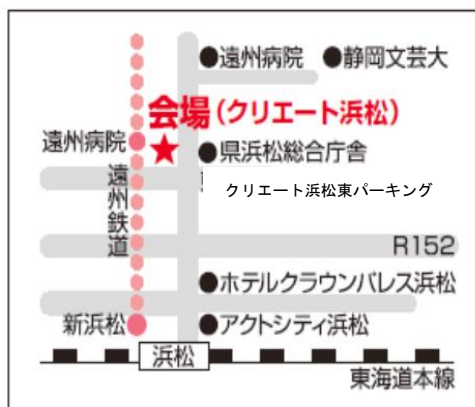 ●遠州病院 ●静岡文芸大
会場(クリエート浜松)
遠州病院
★
●県浜松総合庁舎
クリエート浜松東パーキング
遠州鉄道
R152
●ホテルクラウンパレス浜松
新浜松
●アクトシティ浜松
浜松
東海道本線